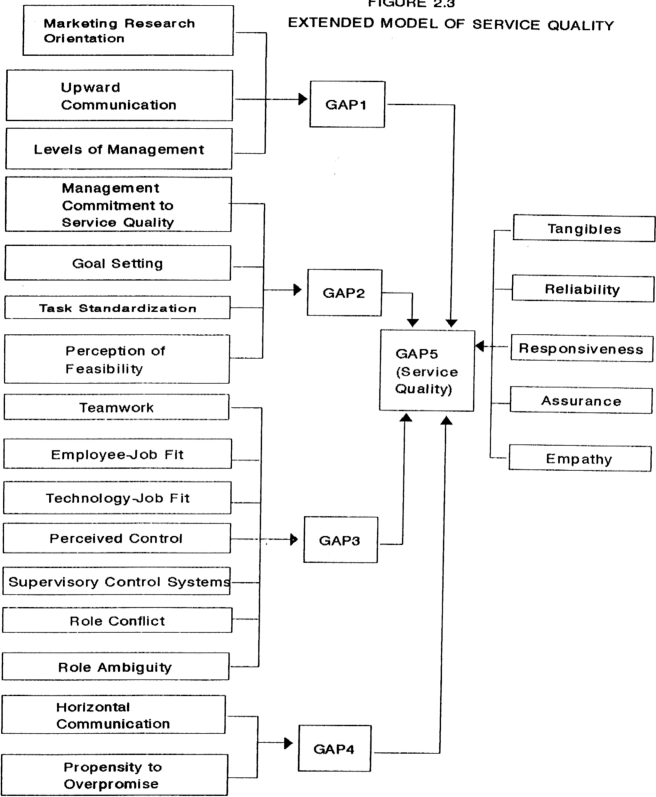 FIGURE 2.3
EXTENDED MODEL OF SERVICE QUALITY
Marketing Research
Orientation
Upward
Communication
Levels of Management
GAP1
Management
Commitment to
Service Quality
Goal Setting
Task Standardization
Perception of
Feasibility
GAP2
Teamwork
Employee-Job Fit
Technology-Job Fit
Perceived Control
Supervisory Control Systems
Role Conflict
Role Ambiguity
GAP3
Horizontal
Communication
Propensity to
Overpromise
GAP4
GAP5
(Service
Quality)
Tangibles
Reliability
Responsiveness
Assurance
Empathy